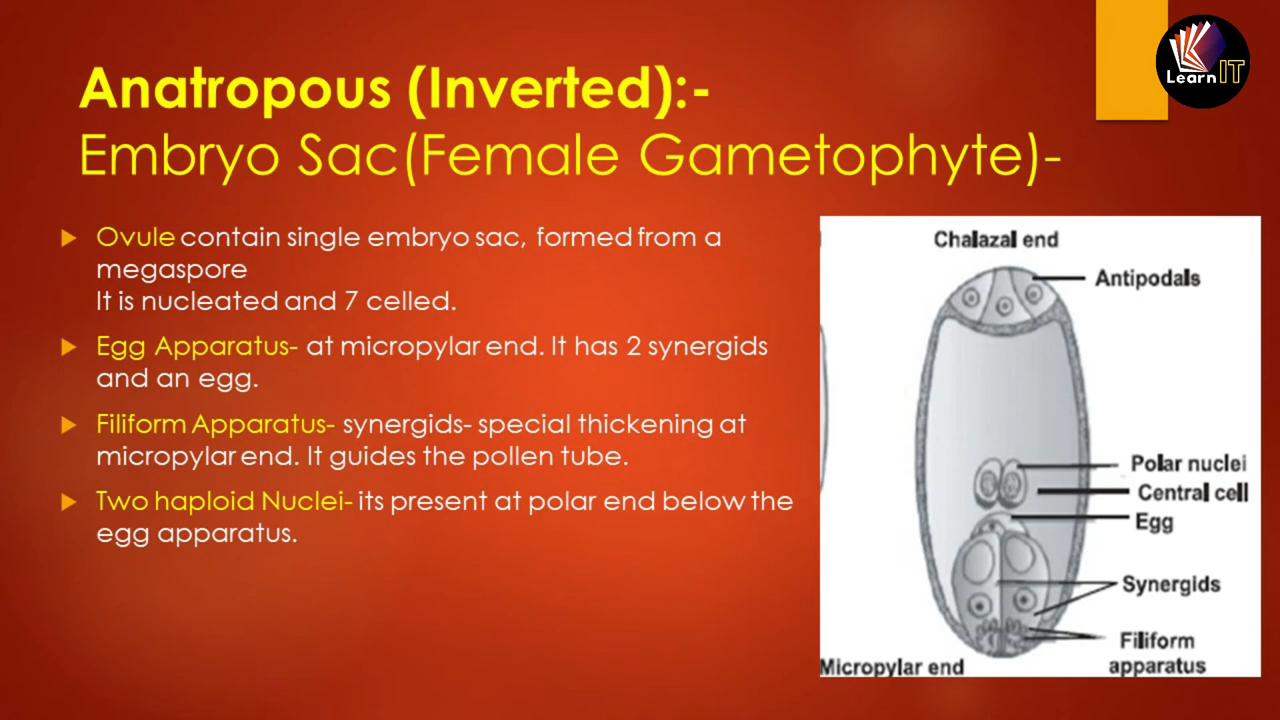 Learn IT
Anatropous (Inverted):-
Embryo Sac(Female Gametophyte)-
Ovule contain single embryo sac, formed from a
megaspore
It is nucleated and 7 celled.
Egg Apparatus- at micropylar end. It has 2 synergids
and an egg.
Filiform Apparatus- synergids- special thickening at
micropylar end. It guides the pollen tube.
Two haploid Nuclei- its present at polar end below the
egg apparatus.
Chalazal end
Antipodals
Polar nuclei
Central cell
Egg
Synergids
Filiform
apparatus
Micropylar end